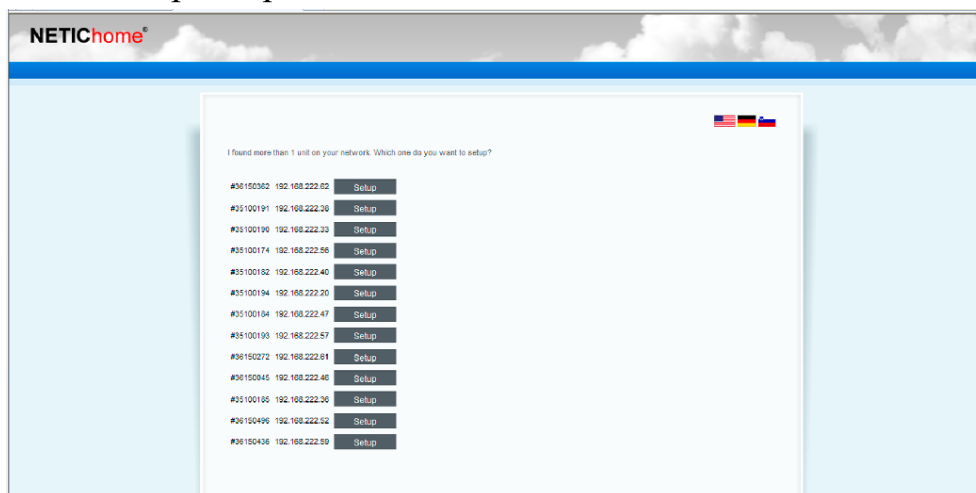 NETIChome®
I found more than 1 unit on your network. Which one do you want to setup?
#36150362 192.168.222.62 Setup
#35100191 192.168.222.38 Setup
#35100190 192.168.222.33 Setup
#35100174 192.168.222.56 Setup
#35100182 192.168.222.40 Setup
#35100194 192.168.222.20 Setup
#35100184 192.168.222.47 Setup
#35100193 192.168.222.57 Setup
#36150272 192.168.222.61 Setup
#36150045 192.168.222.46 Setup
#35100185 192.168.222.36 Setup
#36150496 192.168.222.52 Setup
#36150436 192.168.222.59 Setup